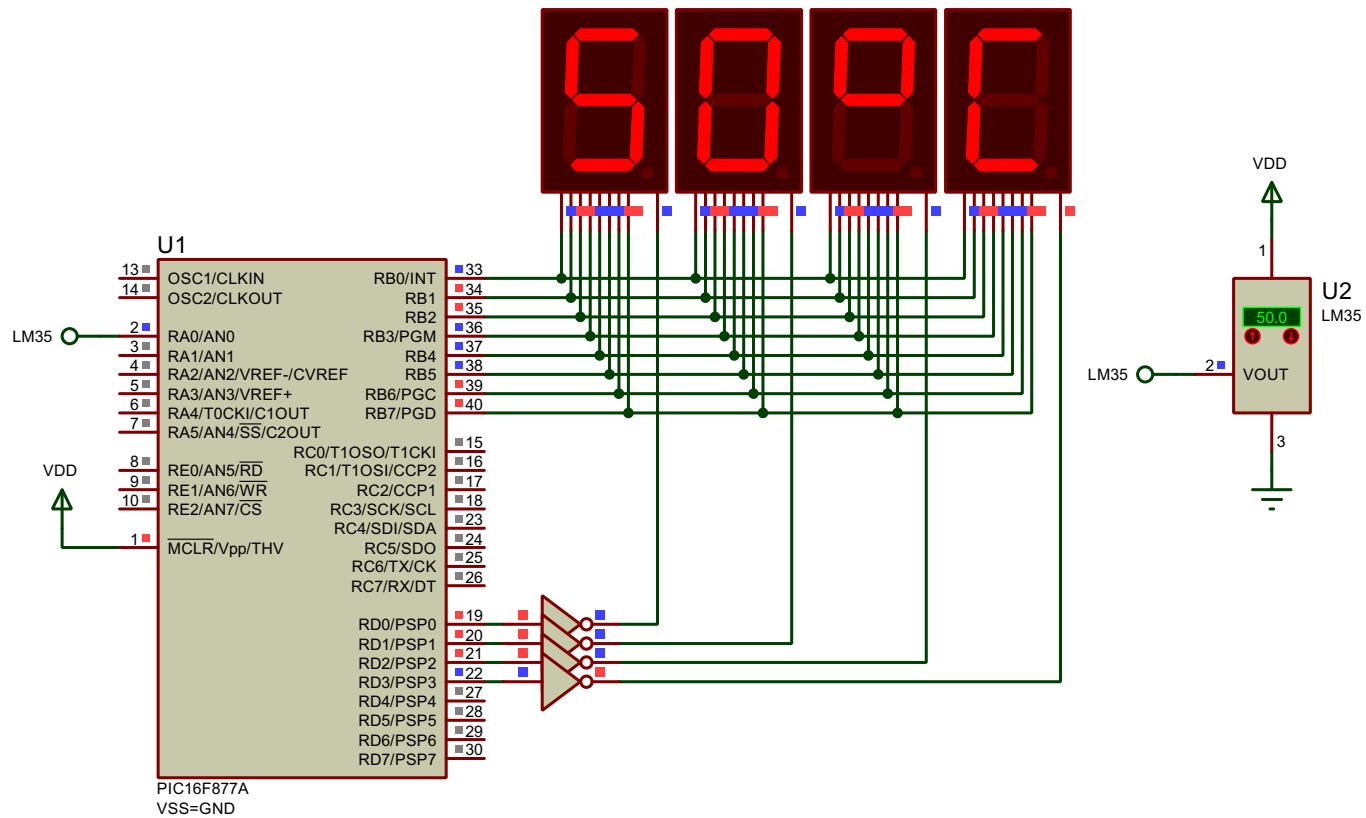 50°C
U1
13 OSC1/CLKIN RB0/INT 33
14 OSC2/CLKOUT RB1 34
RB2 35
LM35 2 RA0/AN0 RB3/PGM 36
3 RA1/AN1 RB4 37
4 RA2/AN2/VREF-/CVREF RB5 38
5 RA3/AN3/VREF+ RB6/PGC 39
6 RA4/T0CKI/C1OUT RB7/PGD 40
7 RA5/AN4/SS/C2OUT
RC0/T1OSO/T1CKI 15
8 RE0/AN5/RD RC1/T1OSI/CCP2 16
9 RE1/AN6/WR RC2/CCP1 17
10 RE2/AN7/CS RC3/SCK/SCL 18
RC4/SDI/SDA 23
1 MCLR/Vpp/THV RC5/SDO 24
RC6/TX/CK 25
RC7/RX/DT 26
RD0/PSP0 19
RD1/PSP1 20
RD2/PSP2 21
RD3/PSP3 22
RD4/PSP4 27
RD5/PSP5 28
RD6/PSP6 29
RD7/PSP7 30
PIC16F877A
VSS=GND
VDD
VDD
1
U2
LM35
50.0
LM35 2 VOUT
3